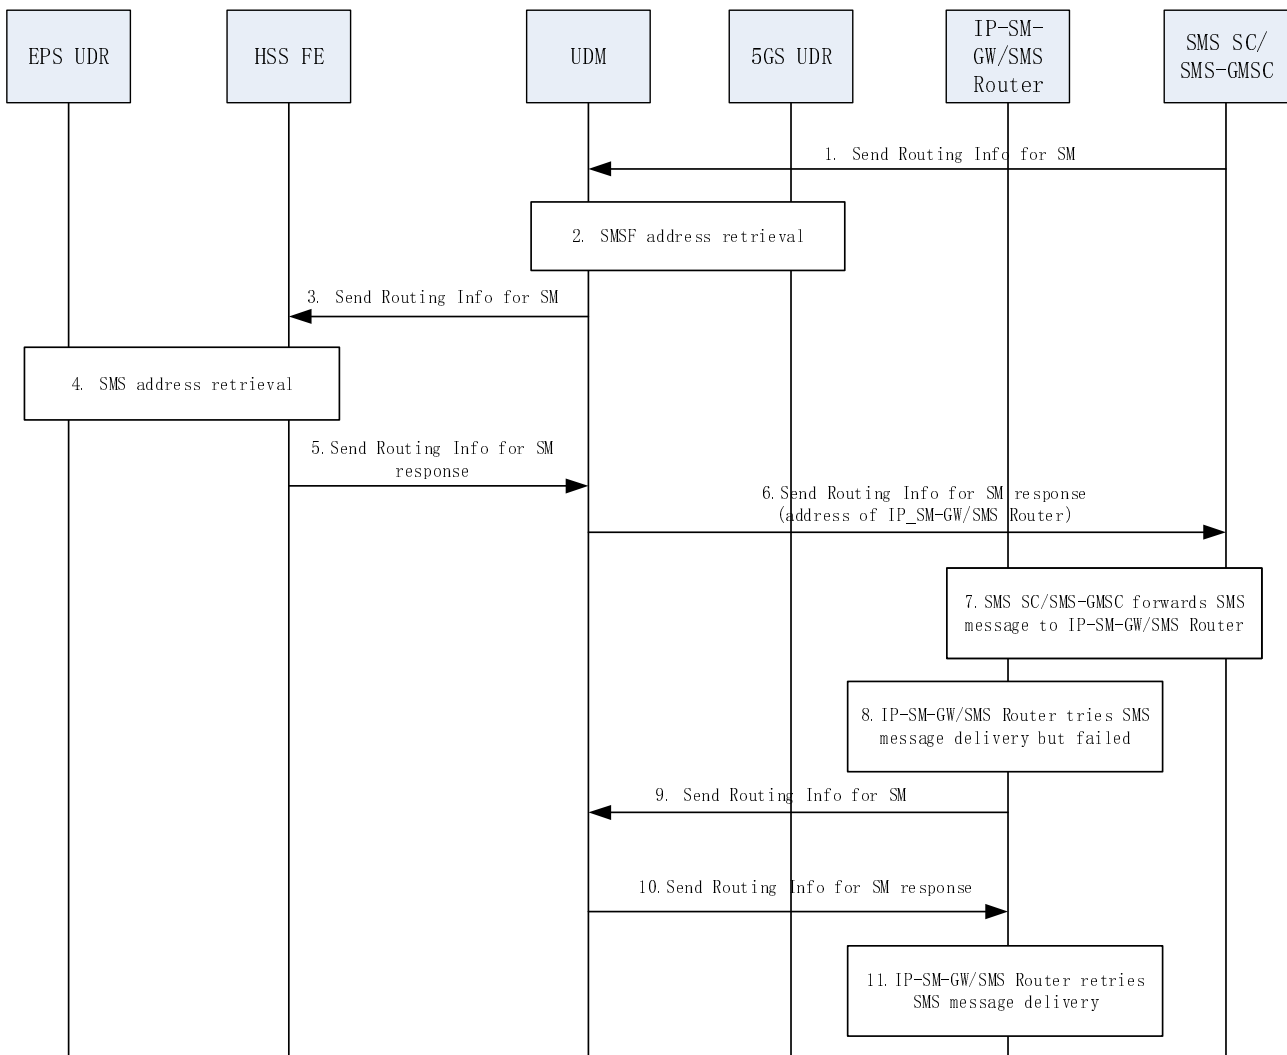 EPS UDR
HSS FE
UDM
5GS UDR
IP-SM-
GW/SMS
Router
SMS SC/
SMS-GMSC
1. Send Routing Info for SM
2. SMSF address retrieval
3. Send Routing Info for SM
4. SMS address retrieval
5.Send Routing Info for SM
response
6.Send Routing Info for SM response
(address of IP_SM-GW/SMS Router)
7.SMS SC/SMS-GMSC forwards SMS
message to IP-SM-GW/SMS Router
8.IP-SM-GW/SMS Router tries SMS
message delivery but failed
9. Send Routing Info for SM
10.Send Routing Info for SM response
11.IP-SM-GW/SMS Router retries
SMS message delivery